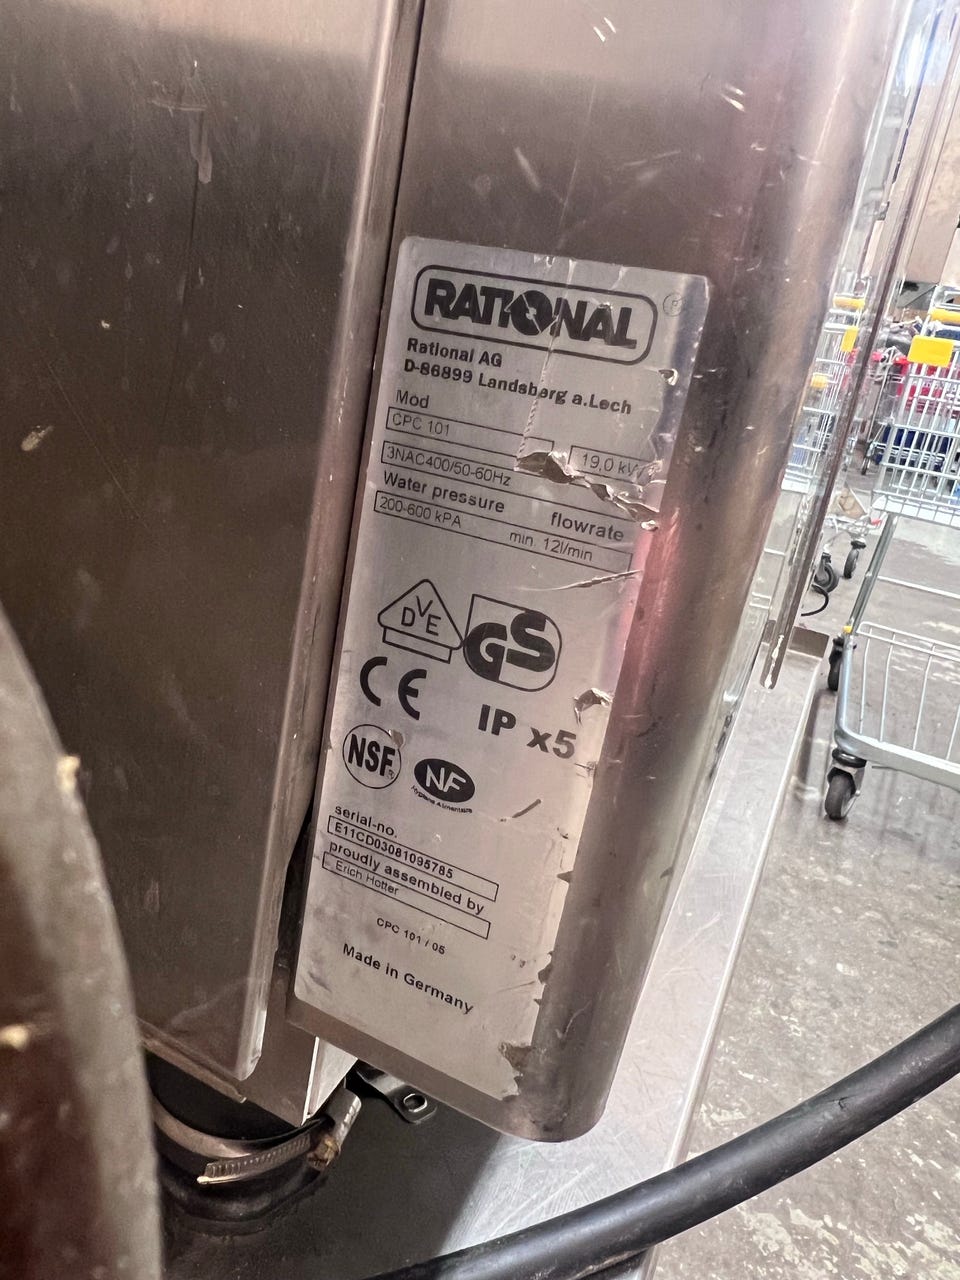 RATIONAL ®
Rational AG
D-86899 Landsberg a.Lech
Mod
CPC 101 19,0 kW
3NAC400/50-60Hz
Water pressure flowrate
200-600 kPA min. 12l/min
DVE GS
CE IP x5
NSF NF
Hygiène Alimentaire
serial-no.
E11CD03081095785
proudly assembled by
Erich Hotter
CPC 101 / 05
Made in Germany